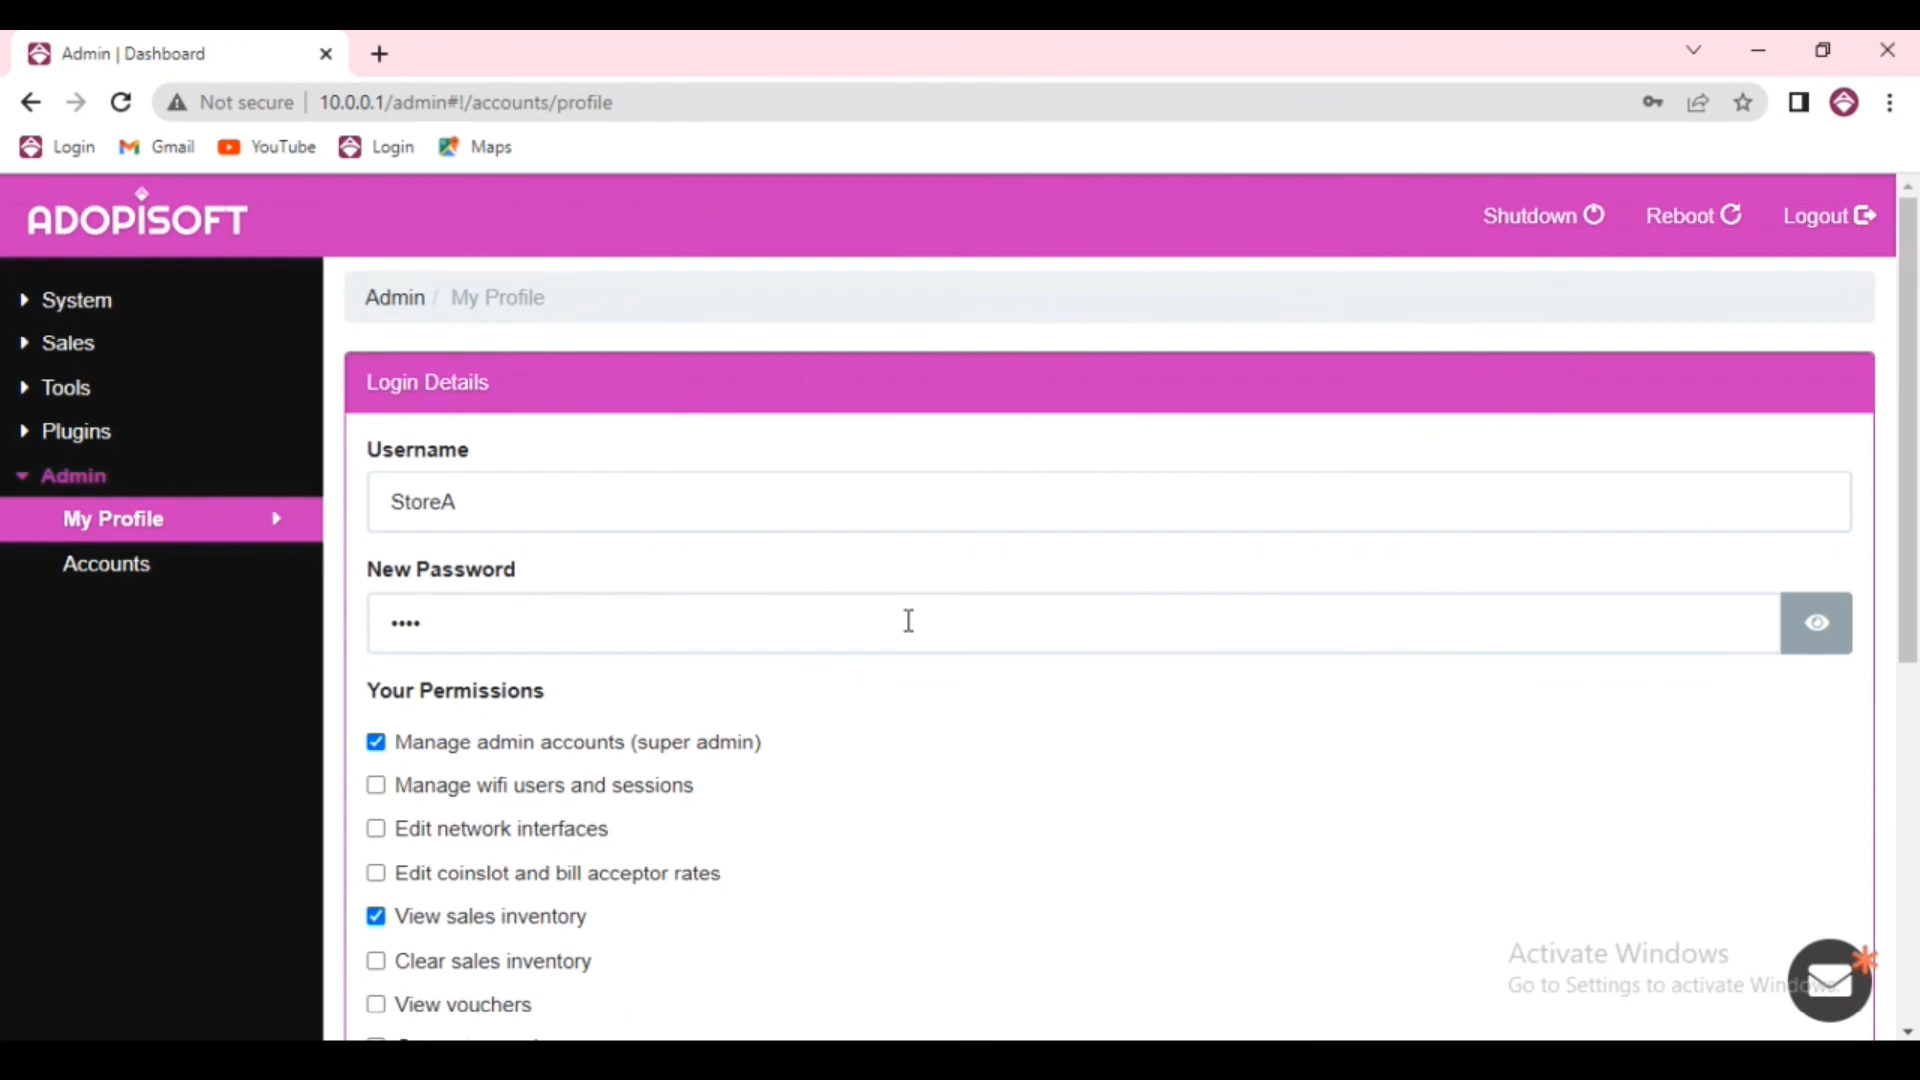 Admin | Dashboard
Not secure 10.0.0.1/admin#!/accounts/profile
Login Gmail YouTube Login Maps
ADOPISOFT
Shutdown Reboot Logout
System
Sales
Tools
Plugins
Admin
My Profile
Accounts
Admin / My Profile
Login Details
Username
StoreA
New Password
••••
Your Permissions
Manage admin accounts (super admin)
Manage wifi users and sessions
Edit network interfaces
Edit coinslot and bill acceptor rates
View sales inventory
Clear sales inventory
View vouchers
Activate Windows
Go to Settings to activate Windows.